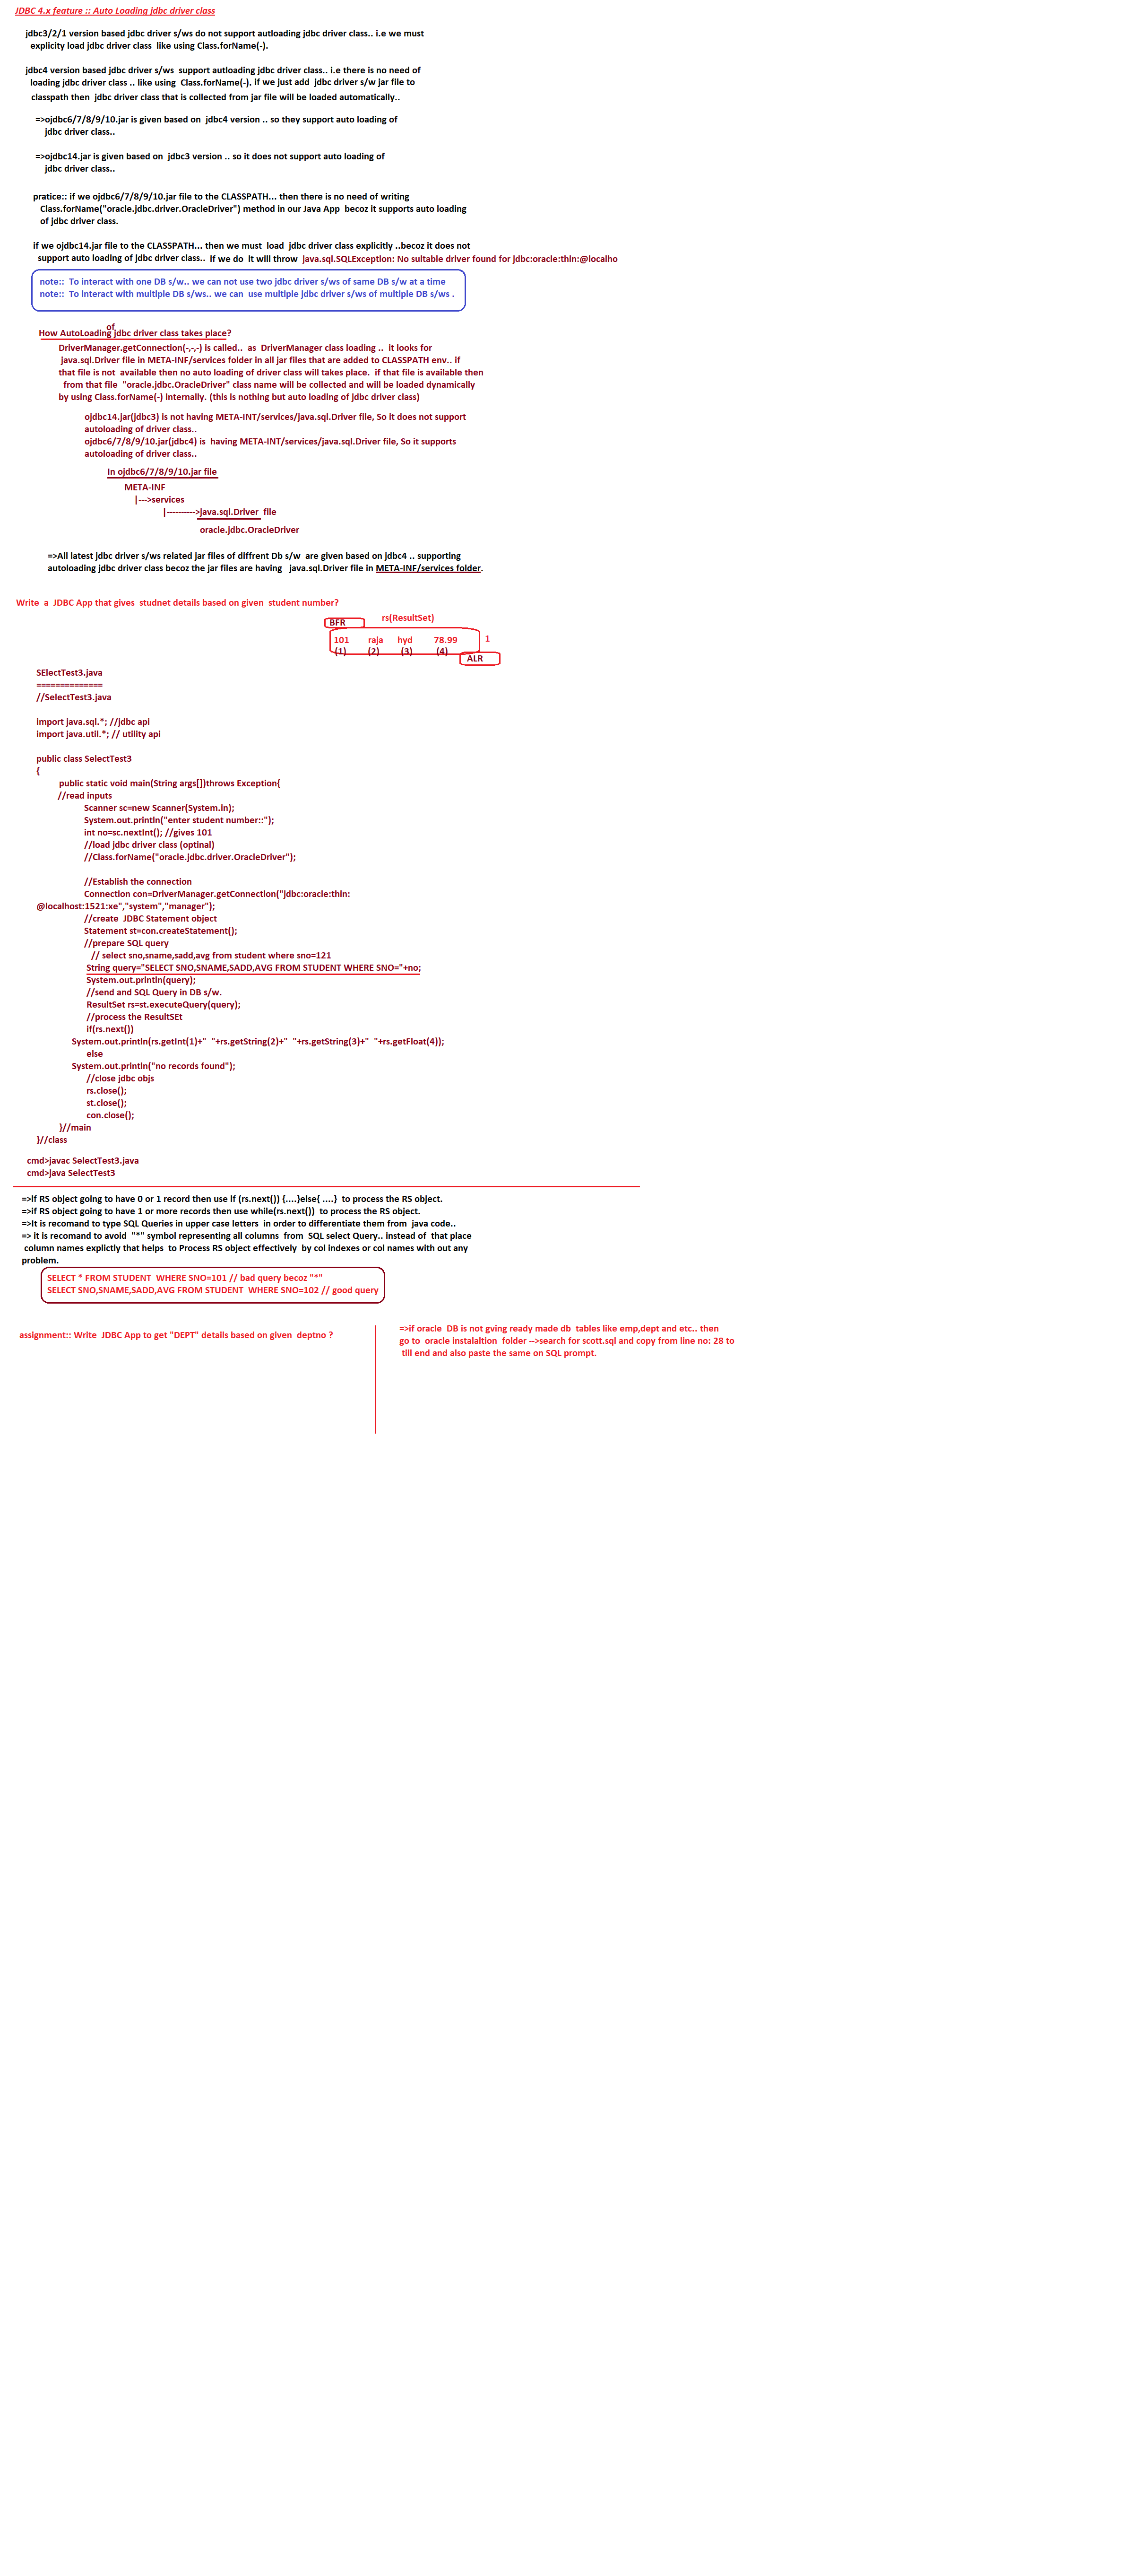 JDBC 4.x feature :: Auto Loading jdbc driver class
jdbc3/2/1 version based jdbc driver s/ws do not support autloading jdbc driver class.. i.e we must
explicity load jdbc driver class  like using Class.forName(-).
jdbc4 version based jdbc driver s/ws  support autloading jdbc driver class.. i.e there is no need of
loading jdbc driver class .. like using  Class.forName(-). if we just add  jdbc driver s/w jar file to
classpath then  jdbc driver class that is collected from jar file will be loaded automatically..
=>ojdbc6/7/8/9/10.jar is given based on  jdbc4 version .. so they support auto loading of
jdbc driver class..
=>ojdbc14.jar is given based on  jdbc3 version .. so it does not support auto loading of
jdbc driver class..
pratice:: if we ojdbc6/7/8/9/10.jar file to the CLASSPATH... then there is no need of writing
Class.forName("oracle.jdbc.driver.OracleDriver") method in our Java App  becoz it supports auto loading
of jdbc driver class.
if we ojdbc14.jar file to the CLASSPATH... then we must  load  jdbc driver class explicitly ..becoz it does not
support auto loading of jdbc driver class..  if we do  it will throw  java.sql.SQLException: No suitable driver found for jdbc:oracle:thin:@localho
note::  To interact with one DB s/w.. we can not use two jdbc driver s/ws of same DB s/w at a time
note::  To interact with multiple DB s/ws.. we can  use multiple jdbc driver s/ws of multiple DB s/ws .
of
How AutoLoading jdbc driver class takes place?
DriverManager.getConnection(-,-,-) is called..  as  DriverManager class loading ..  it looks for
java.sql.Driver file in META-INF/services folder in all jar files that are added to CLASSPATH env.. if
that file is not  available then no auto loading of driver class will takes place.  if that file is available then
from that file  "oracle.jdbc.OracleDriver" class name will be collected and will be loaded dynamically
by using Class.forName(-) internally. (this is nothing but auto loading of jdbc driver class)
ojdbc14.jar(jdbc3) is not having META-INT/services/java.sql.Driver file, So it does not support
autoloading of driver class..
ojdbc6/7/8/9/10.jar(jdbc4) is  having META-INT/services/java.sql.Driver file, So it supports
autoloading of driver class..
In ojdbc6/7/8/9/10.jar file
META-INF
|--->services
|---------->java.sql.Driver  file
oracle.jdbc.OracleDriver
=>All latest jdbc driver s/ws related jar files of diffrent Db s/w  are given based on jdbc4 .. supporting
autoloading jdbc driver class becoz the jar files are having   java.sql.Driver file in META-INF/services folder.
Write  a  JDBC App that gives  studnet details based on given  student number?
rs(ResultSet)
BFR
101 raja hyd 78.99 1
(1) (2) (3) (4)
ALR
SElectTest3.java
==============
//SelectTest3.java
import java.sql.*; //jdbc api
import java.util.*; // utility api
public class SelectTest3
{
public static void main(String args[])throws Exception{
//read inputs
Scanner sc=new Scanner(System.in);
System.out.println("enter student number::");
int no=sc.nextInt(); //gives 101
//load jdbc driver class (optinal)
//Class.forName("oracle.jdbc.driver.OracleDriver");
//Establish the connection
Connection con=DriverManager.getConnection("jdbc:oracle:thin:
@localhost:1521:xe","system","manager");
//create  JDBC Statement object
Statement st=con.createStatement();
//prepare SQL query
// select sno,sname,sadd,avg from student where sno=121
String query="SELECT SNO,SNAME,SADD,AVG FROM STUDENT WHERE SNO="+no;
System.out.println(query);
//send and SQL Query in DB s/w.
ResultSet rs=st.executeQuery(query);
//process the ResultSEt
if(rs.next())
System.out.println(rs.getInt(1)+"  "+rs.getString(2)+"  "+rs.getString(3)+"  "+rs.getFloat(4));
else
System.out.println("no records found");
//close jdbc objs
rs.close();
st.close();
con.close();
}//main
}//class
cmd>javac SelectTest3.java
cmd>java SelectTest3
=>if RS object going to have 0 or 1 record then use if (rs.next()) {....}else{ ....}  to process the RS object.
=>if RS object going to have 1 or more records then use while(rs.next())  to process the RS object.
=>It is recomand to type SQL Queries in upper case letters  in order to differentiate them from  java code..
=> it is recomand to avoid  "*" symbol representing all columns  from  SQL select Query.. instead of  that place
column names explictly that helps  to Process RS object effectively  by col indexes or col names with out any
problem.
SELECT * FROM STUDENT  WHERE SNO=101 // bad query becoz "*"
SELECT SNO,SNAME,SADD,AVG FROM STUDENT  WHERE SNO=102 // good query
assignment:: Write  JDBC App to get "DEPT" details based on given  deptno ?
=>if oracle  DB is not gving ready made db  tables like emp,dept and etc.. then
go to  oracle instalaltion  folder -->search for scott.sql and copy from line no: 28 to
till end and also paste the same on SQL prompt.